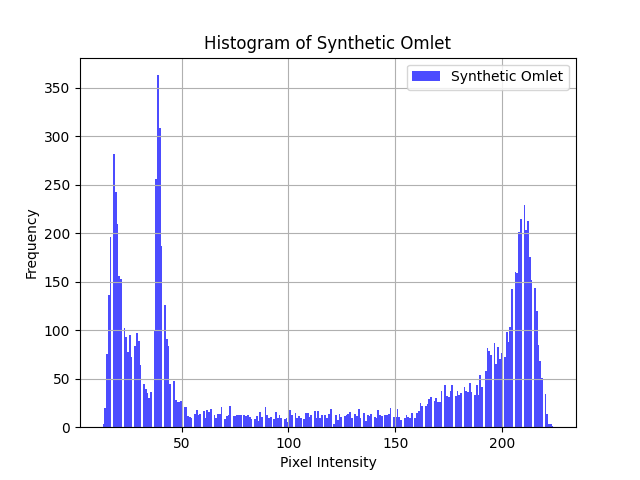 Histogram of Synthetic Omlet
Synthetic Omlet
Frequency
350
300
250
200
150
100
50
0
50 100 150 200
Pixel Intensity